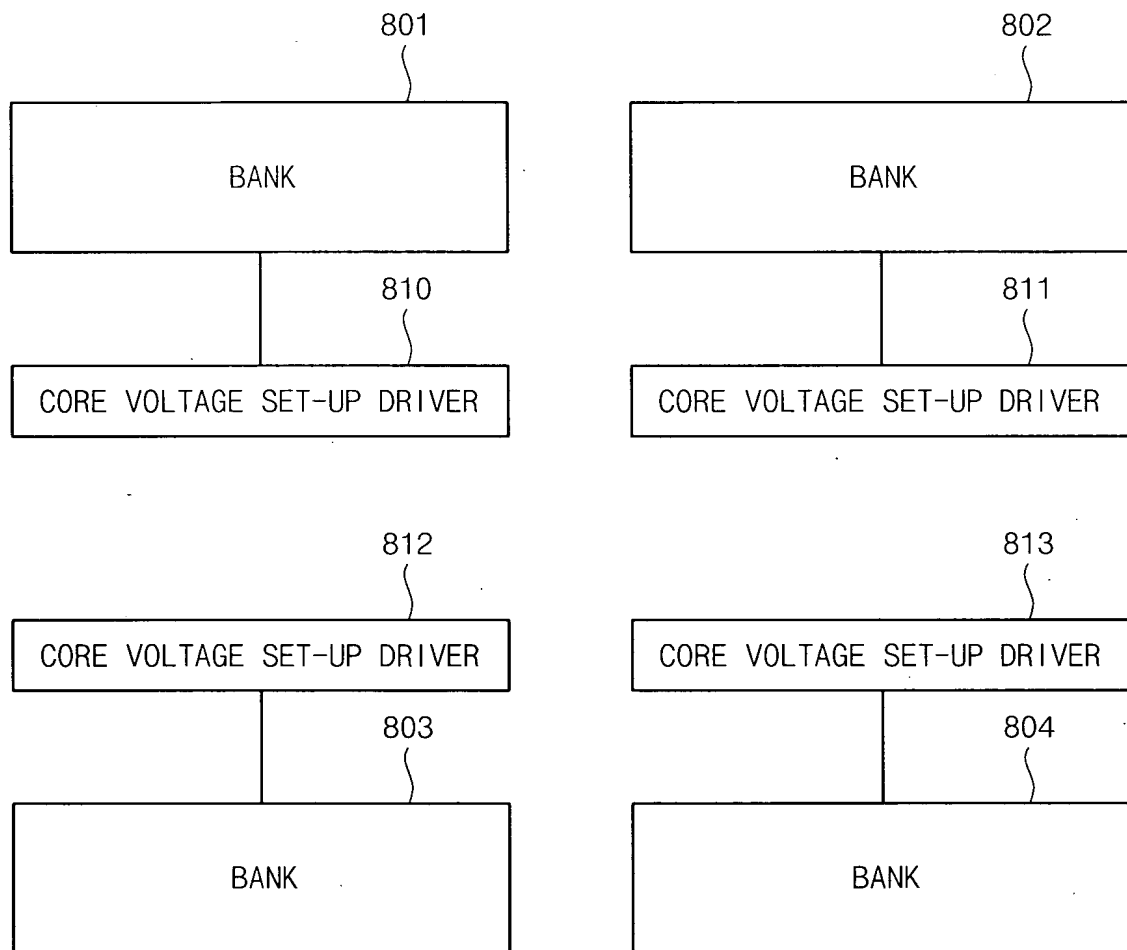 801
802
BANK
BANK
810
811
CORE VOLTAGE SET-UP DRIVER
CORE VOLTAGE SET-UP DRIVER
812
813
CORE VOLTAGE SET-UP DRIVER
CORE VOLTAGE SET-UP DRIVER
803
804
BANK
BANK